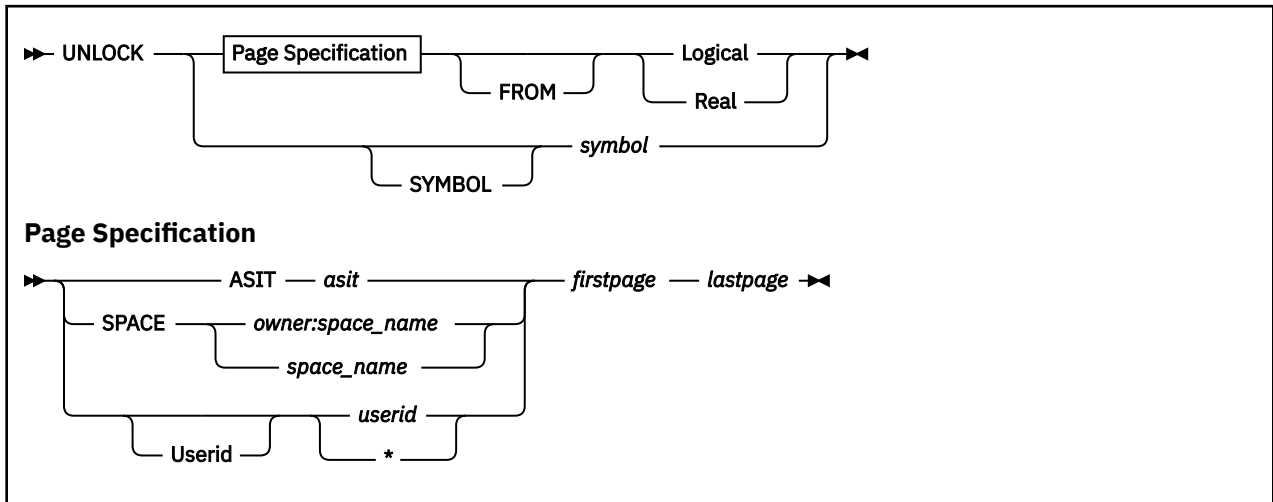 UNLOCK Page Specification Logical
FROM Real
symbol
SYMBOL
Page Specification
ASIT asit firstpage lastpage
SPACE owner:space_name
space_name
userid
Userid *